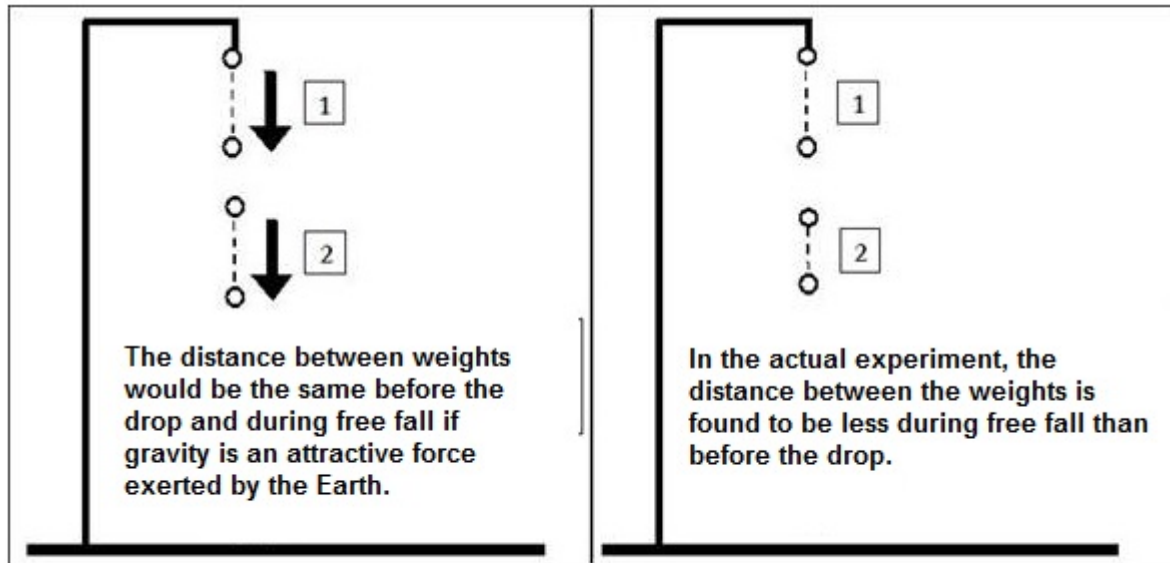 1
2
The distance between weights
would be the same before the
drop and during free fall if
gravity is an attractive force
exerted by the Earth.
1
2
In the actual experiment, the
distance between the weights is
found to be less during free fall than
before the drop.